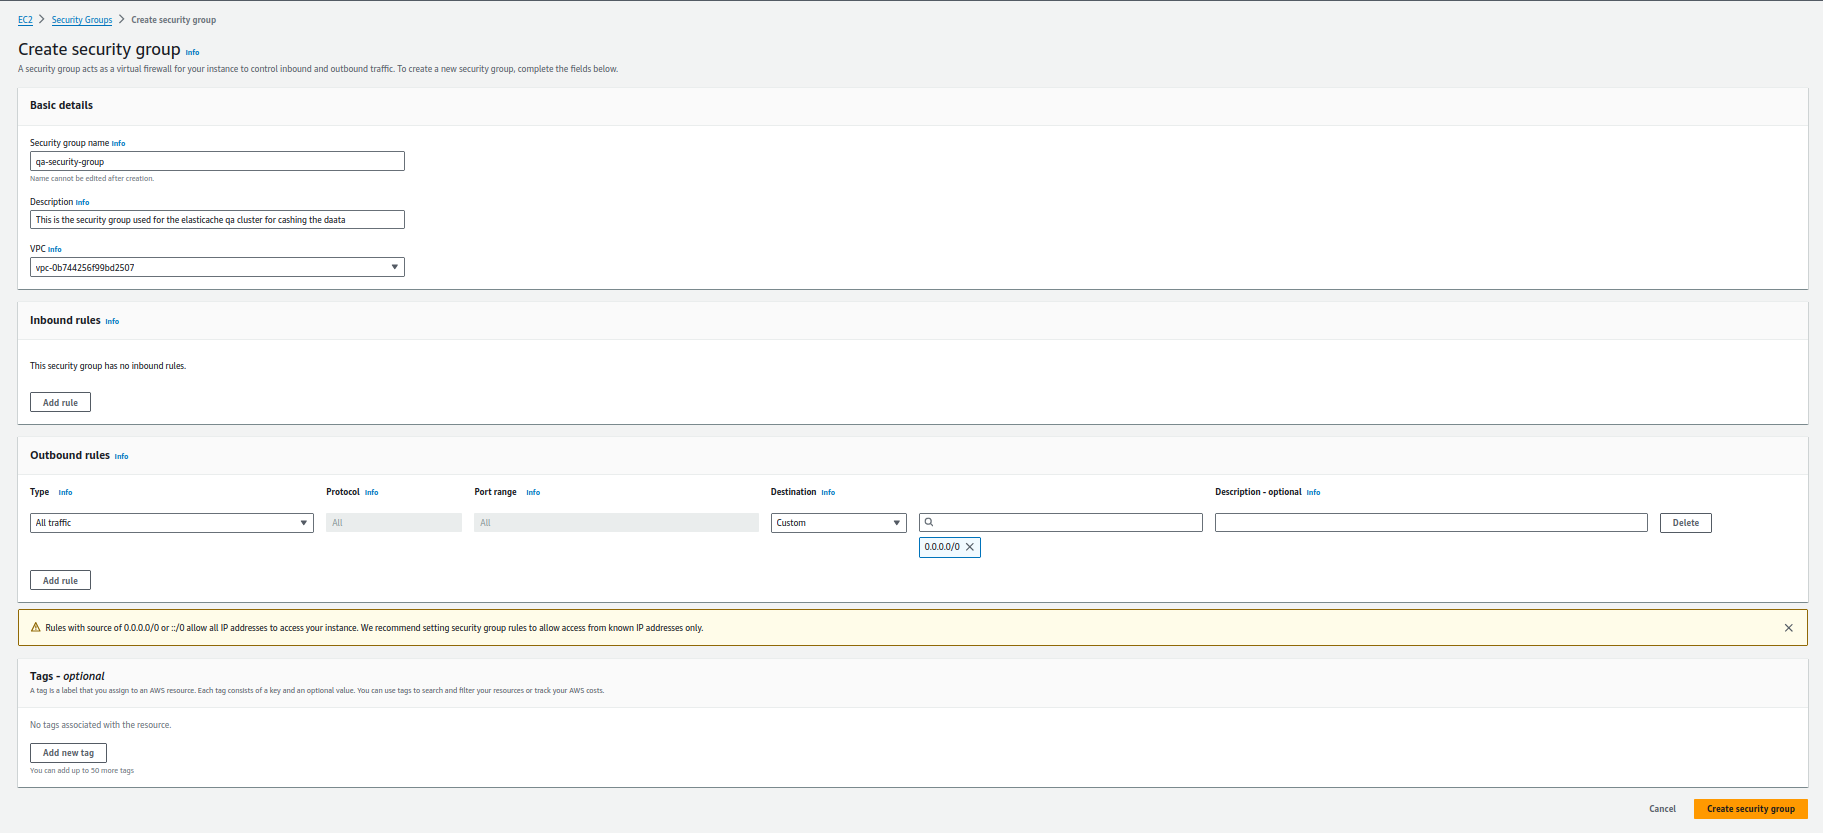 EC2 > Security Groups > Create security group
Create security group Info
A security group acts as a virtual firewall for your instance to control inbound and outbound traffic. To create a new security group, complete the fields below.
Basic details
Security group name Info
qa-security-group
Name cannot be edited after creation.
Description Info
This is the security group used for the elasticache qa cluster for cashing the daata
VPC Info
vpc-0b744256f99bd2507
Inbound rules Info
This security group has no inbound rules.
Add rule
Outbound rules Info
Type Info Protocol Info Port range Info Destination Info Description - optional Info
All traffic All All Custom Delete
0.0.0.0/0
Add rule
Rules with source of 0.0.0.0/0 or ::/0 allow all IP addresses to access your instance. We recommend setting security group rules to allow access from known IP addresses only.
Tags - optional
A tag is a label that you assign to an AWS resource. Each tag consists of a key and an optional value. You can use tags to search and filter your resources or track your AWS costs.
No tags associated with the resource.
Add new tag
You can add up to 50 more tags
Cancel Create security group